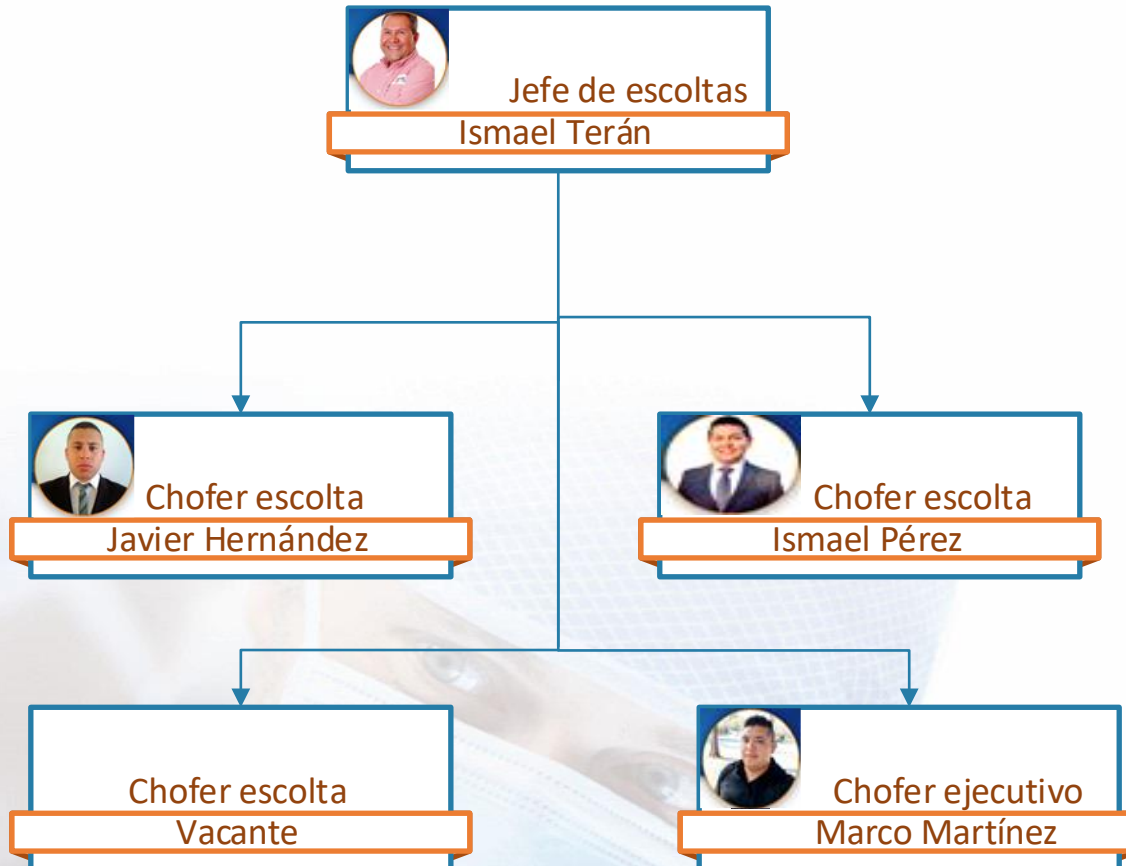 Jefe de escoltas
Ismael Terán
Chofer escolta
Javier Hernández
Chofer escolta
Ismael Pérez
Chofer escolta
Vacante
Chofer ejecutivo
Marco Martínez